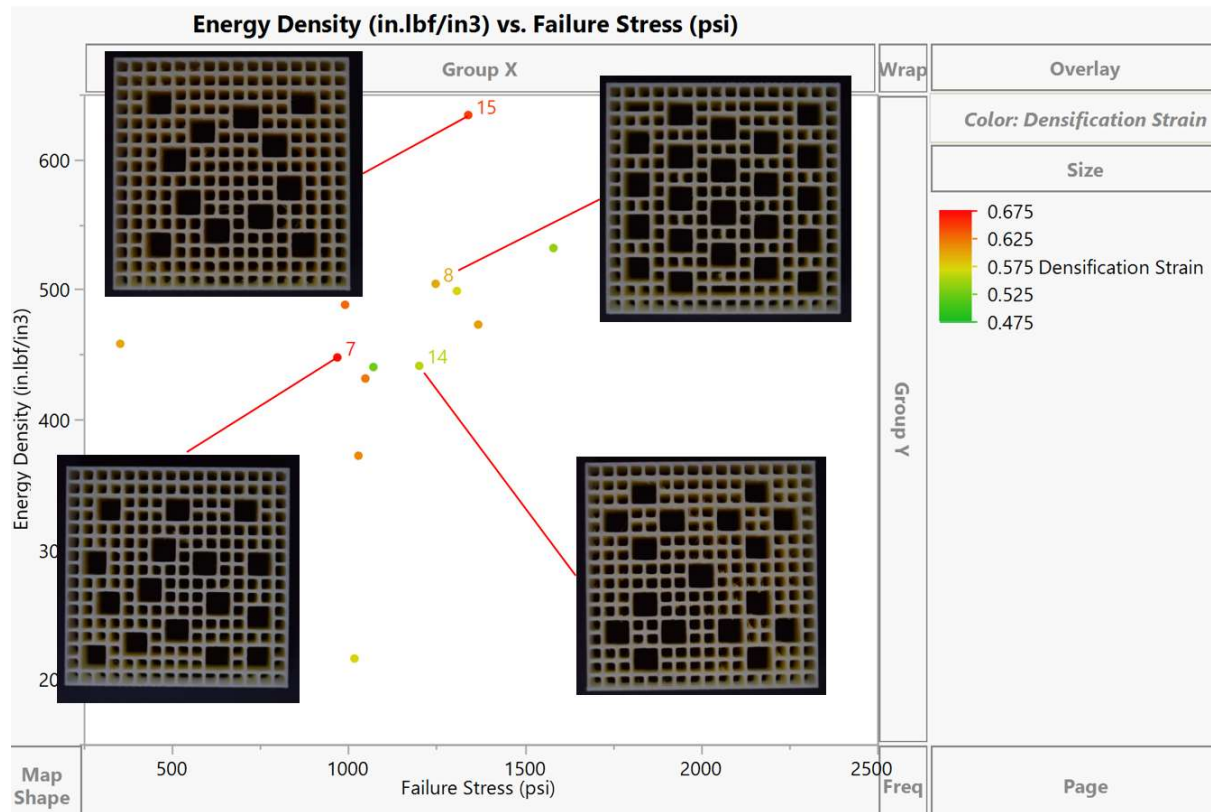 Energy Density (in.lbf/in3) vs. Failure Stress (psi)
Group X
Wrap
Overlay
Color: Densification Strain
Size
0.675
0.625
0.575
0.525
0.475
Densification Strain
15
8
7
14
600
500
400
30
20
Energy Density (in.lbf/in3)
Group Y
500
1000
1500
2000
2500
Failure Stress (psi)
Map
Shape
Freq
Page